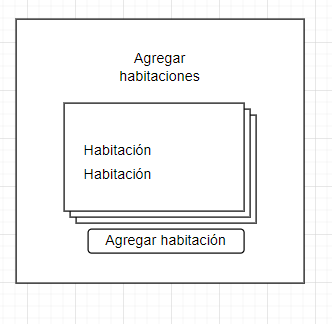 Agregar
habitaciones
Habitación
Habitación
Agregar habitación